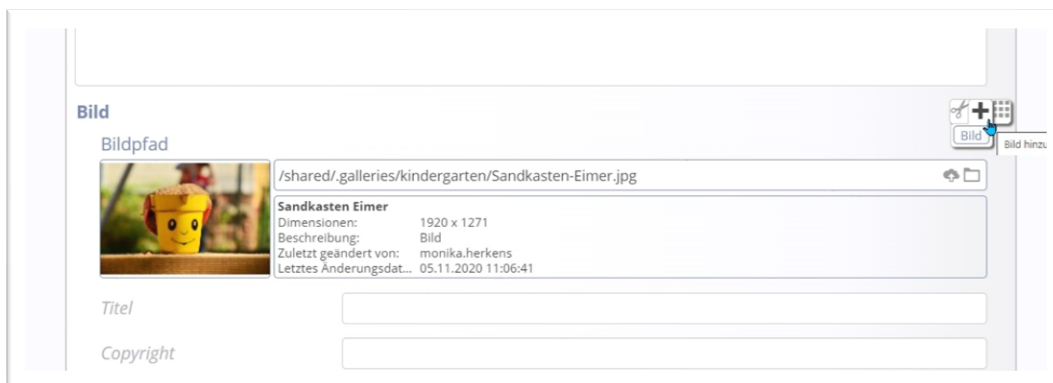 Bild
Bild
Bild hinzu
Bildpfad
/shared/.galleries/kindergarten/Sandkasten-Eimer.jpg
Sandkasten Eimer
Dimensionen: 1920 x 1271
Beschreibung: Bild
Zuletzt geändert von: monika.herkens
Letztes Änderungsdat... 05.11.2020 11:06:41
Titel
Copyright